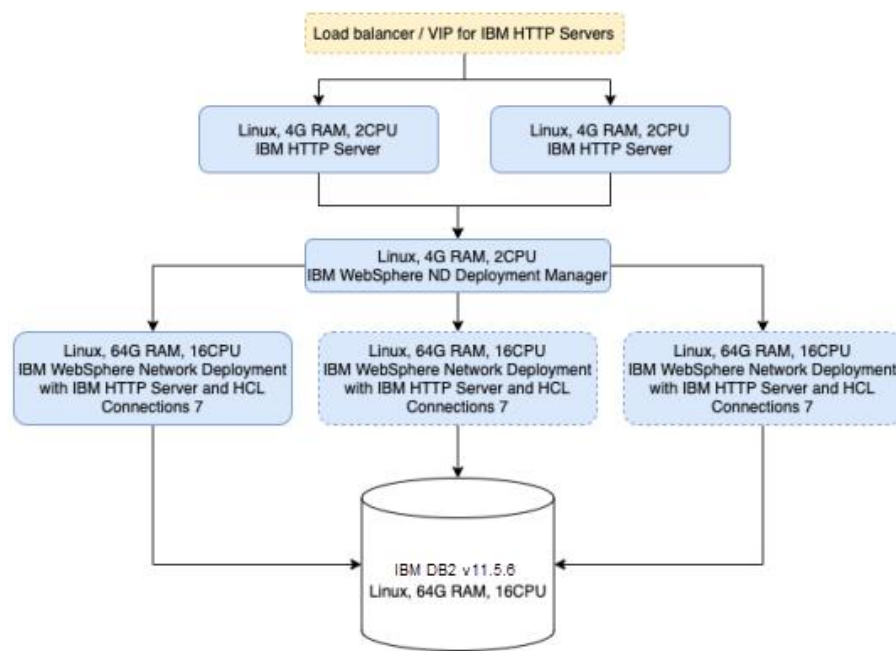 Load balancer / VIP for IBM HTTP Servers
Linux, 4G RAM, 2CPU
IBM HTTP Server
Linux, 4G RAM, 2CPU
IBM HTTP Server
Linux, 4G RAM, 2CPU
IBM WebSphere ND Deployment Manager
Linux, 64G RAM, 16CPU
IBM WebSphere Network Deployment
with IBM HTTP Server and HCL
Connections 7
Linux, 64G RAM, 16CPU
IBM WebSphere Network Deployment
with IBM HTTP Server and HCL
Connections 7
Linux, 64G RAM, 16CPU
IBM WebSphere Network Deployment
with IBM HTTP Server and HCL
Connections 7
IBM DB2 v11.5.6
Linux, 64G RAM, 16CPU